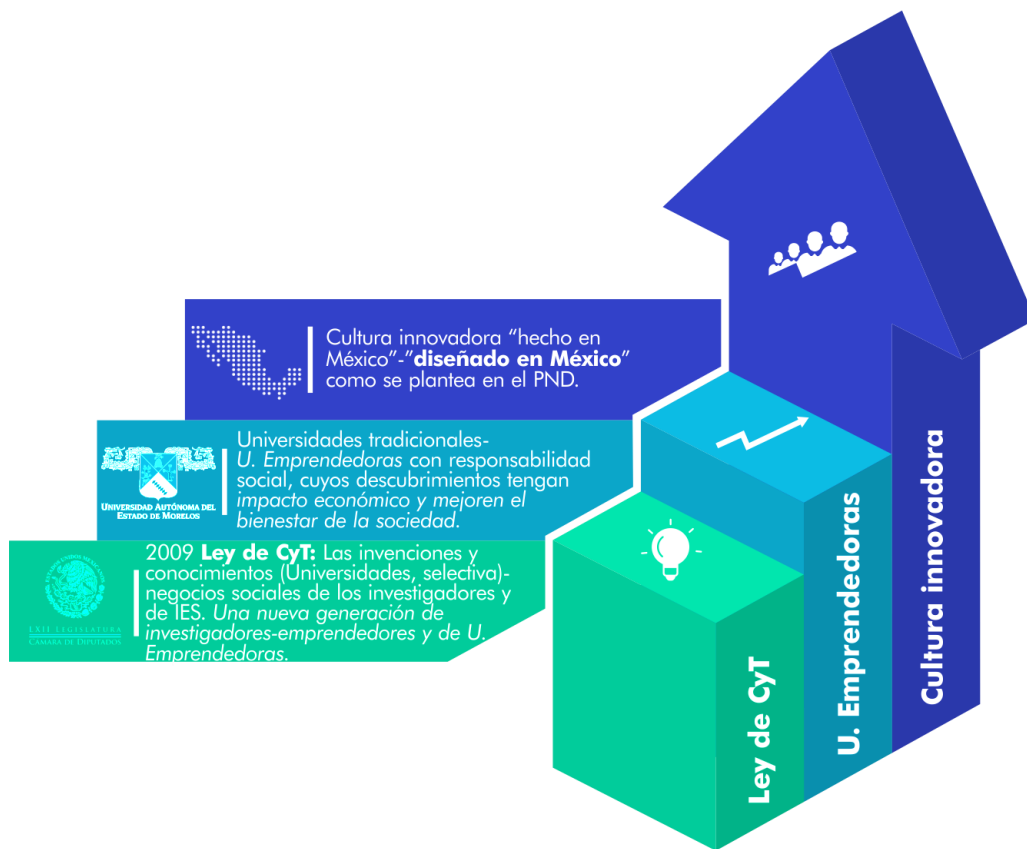 Cultura innovadora “hecho en
México”-”diseñado en México”
como se plantea en el PND.
Universidades tradicionales-
U. Emprendedoras con responsabilidad
social, cuyos descubrimientos tengan
impacto económico y mejoren el
bienestar de la sociedad.
UNIVERSIDAD AUTÓNOMA DEL
ESTADO DE MORELOS
2009 Ley de CyT: Las invenciones y
conocimientos (Universidades, selectiva)-
negocios sociales de los investigadores y
de IES. Una nueva generación de
investigadores-emprendedores y de U.
Emprendedoras.
ESTADOS UNIDOS MEXICANOS
LXII LEGISLATURA
CÁMARA DE DIPUTADOS
Ley de CyT
U. Emprendedoras
Cultura innovadora